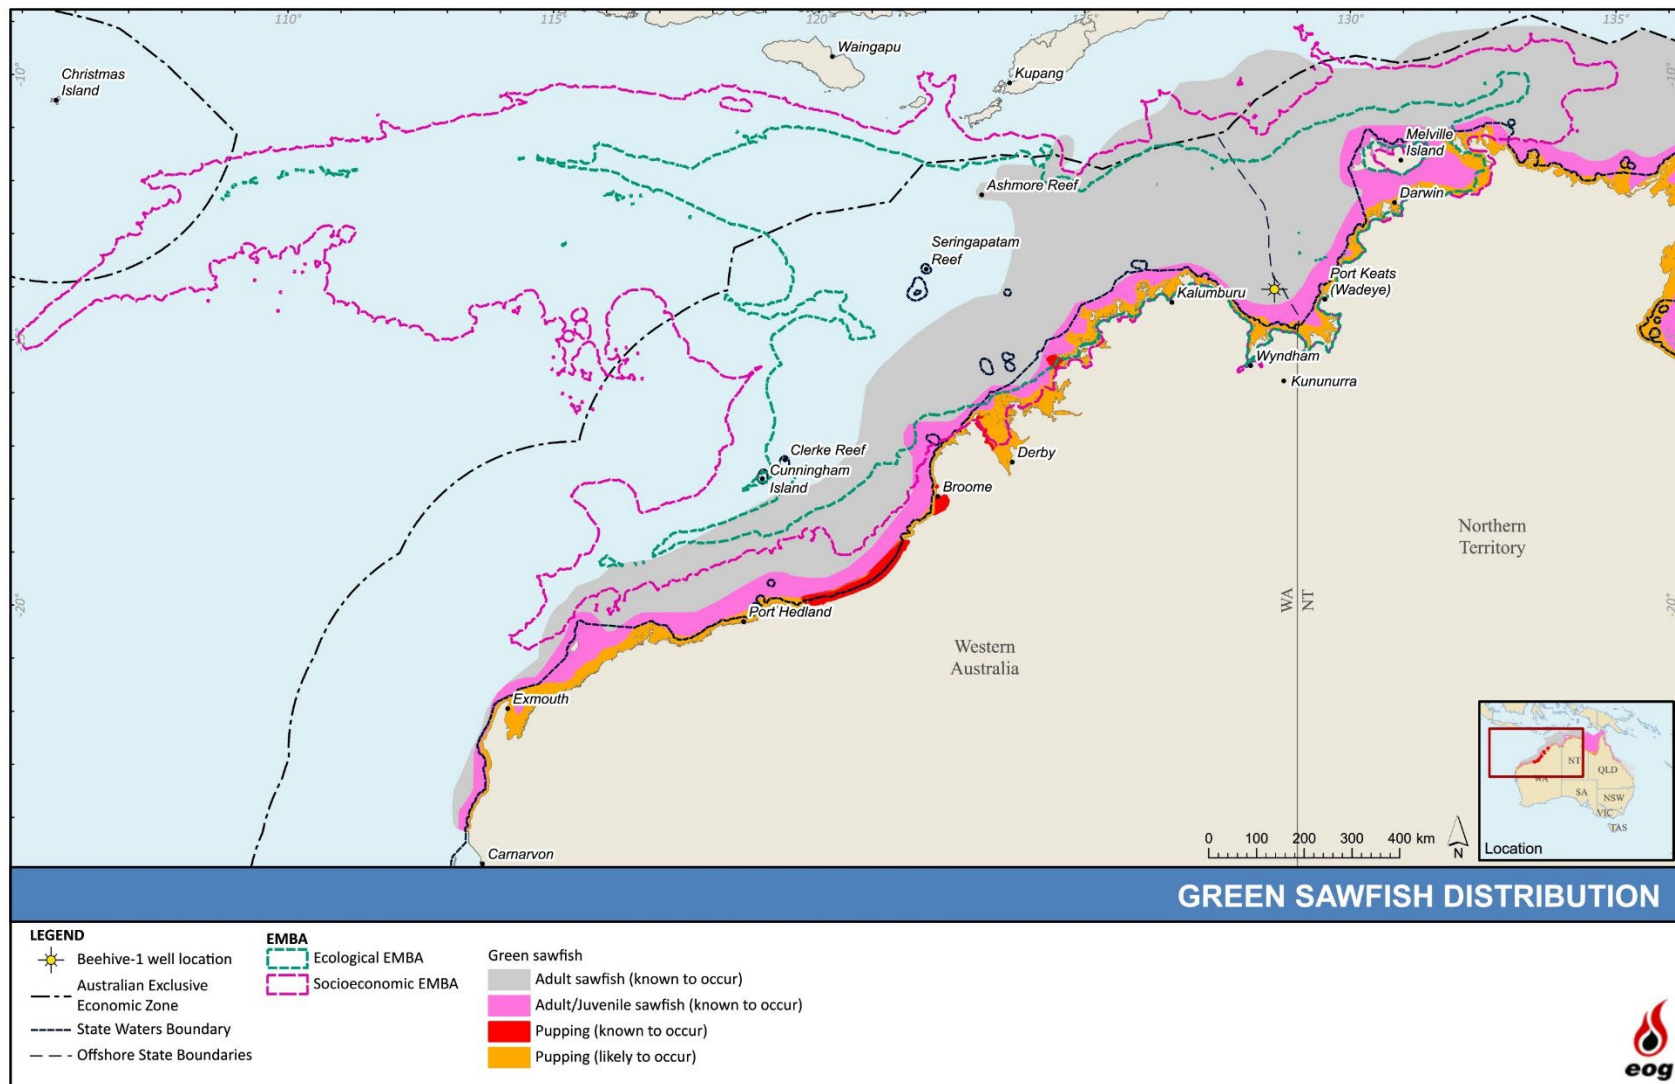 110°
115°
120°
125°
130°
135°
-10°
Christmas
Island
Waingapu
Kupang
Ashmore Reef
Seringapatam
Reef
Melville
Island
Darwin
Port Keats
(Wadeye)
Kalumburu
Wyndham
Kununurra
Clerke Reef
Cunningham
Island
Derby
Broome
Northern
Territory
WA
NT
-20°
-20°
Port Hedland
Western
Australia
Exmouth
Carnarvon
0 100 200 300 400 km
N
WA
NT
QLD
SA
NSW
VIC
TAS
Location
GREEN SAWFISH DISTRIBUTION
LEGEND
Beehive-1 well location
Australian Exclusive
Economic Zone
State Waters Boundary
Offshore State Boundaries
EMBA
Ecological EMBA
Socioeconomic EMBA
Green sawfish
Adult sawfish (known to occur)
Adult/Juvenile sawfish (known to occur)
Pupping (known to occur)
Pupping (likely to occur)
eog